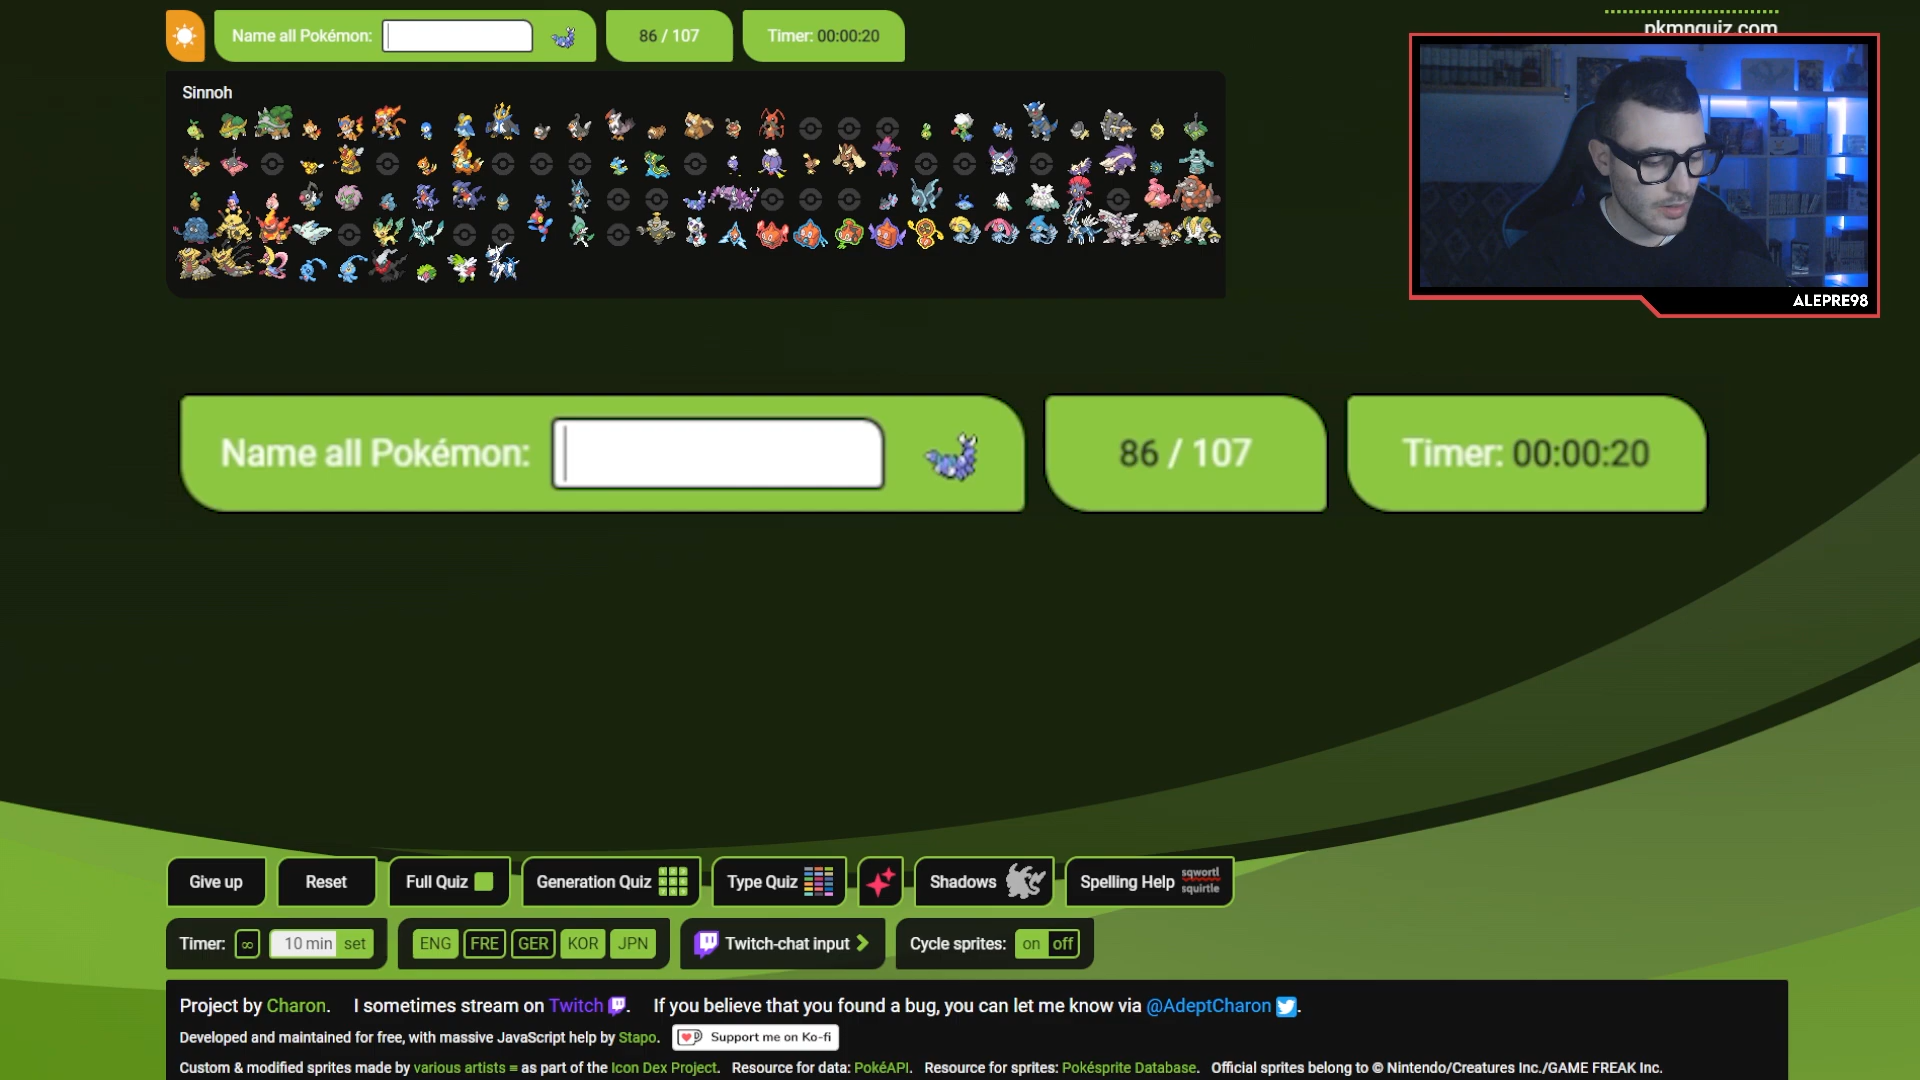 Name all Pokémon:
86 / 107
Timer: 00:00:20
pkmnquiz.com
Sinnoh
ALEPRE98
Name all Pokémon:
86 / 107
Timer: 00:00:20
Give up
Reset
Full Quiz
Generation Quiz
Type Quiz
Shadows
Spelling Help
sqwortl
squirtle
Timer: ∞ 10 min set
ENG FRE GER KOR JPN
Twitch-chat input
Cycle sprites: on off
Project by Charon. I sometimes stream on Twitch. If you believe that you found a bug, you can let me know via @AdeptCharon.
Developed and maintained for free, with massive JavaScript help by Stapo. Support me on Ko-fi
Custom & modified sprites made by various artists ≡ as part of the Icon Dex Project. Resource for data: PokéAPI. Resource for sprites: Pokésprite Database. Official sprites belong to © Nintendo/Creatures Inc./GAME FREAK Inc.